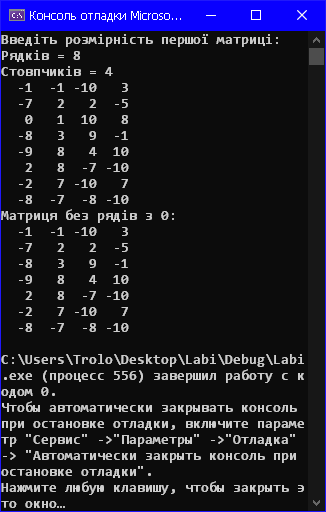 Консоль отладки Microso...
Введіть розмірність першої матриці:
Рядків = 8
Стовпчиків = 4
-1 -1 -10 3
-7 2 2 -5
0 1 10 8
-8 3 9 -1
-9 8 4 10
2 8 -7 -10
-2 7 -10 7
-8 -7 -8 -10
Матриця без рядів з 0:
-1 -1 -10 3
-7 2 2 -5
-8 3 9 -1
-9 8 4 10
2 8 -7 -10
-2 7 -10 7
-8 -7 -8 -10
C:\Users\Trolo\Desktop\Labi\Debug\Labi
.exe (процесс 556) завершил работу с к
одом 0.
Чтобы автоматически закрывать консоль
при остановке отладки, включите параме
тр "Сервис" ->"Параметры" ->"Отладка"
-> "Автоматически закрыть консоль при
остановке отладки".
Нажмите любую клавишу, чтобы закрыть э
то окно…